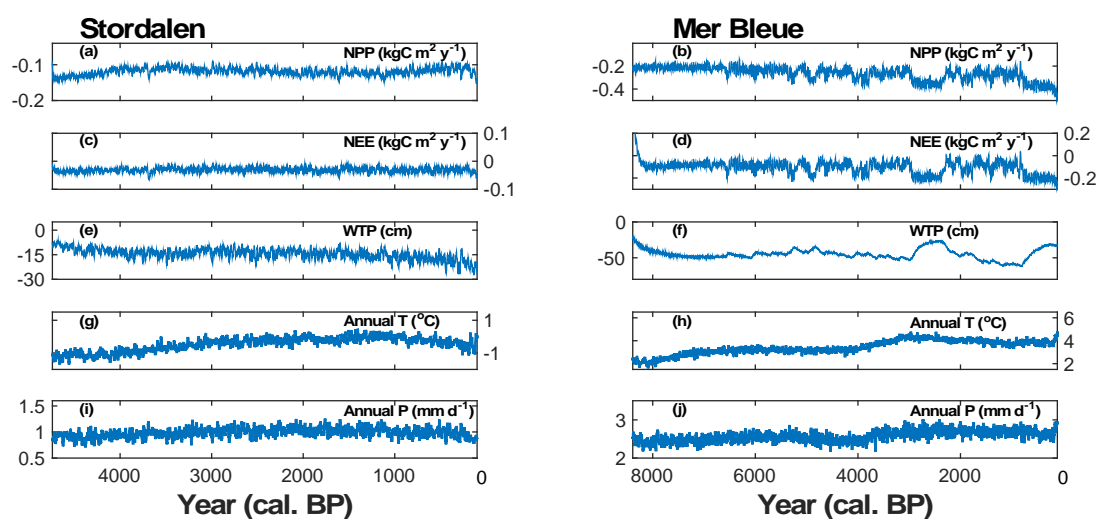 Stordalen
Mer Bleue
(a) NPP (kgC m² y⁻¹)
-0.1
-0.2
(b) NPP (kgC m² y⁻¹)
-0.2
-0.4
(c) NEE (kgC m² y⁻¹)
0.1
0
-0.1
(d) NEE (kgC m² y⁻¹)
0.2
0
-0.2
(e) WTP (cm)
0
-15
-30
(f) WTP (cm)
0
-50
(g) Annual T (°C)
1
-1
(h) Annual T (°C)
6
4
2
(i) Annual P (mm d⁻¹)
1.5
1
0.5
(j) Annual P (mm d⁻¹)
3
2
4000 3000 2000 1000 0
8000 6000 4000 2000 0
Year (cal. BP)
Year (cal. BP)